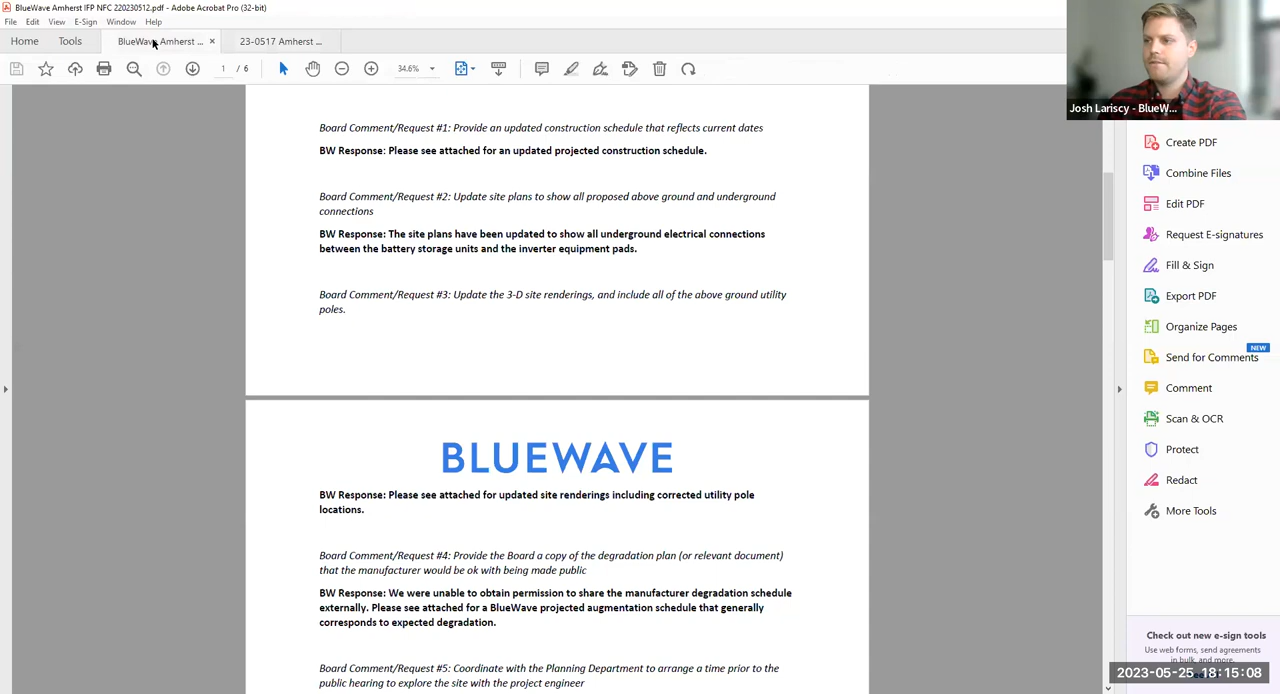 BlueWave Amherst IFP NFC 220230512.pdf - Adobe Acrobat Pro (32-bit)
File Edit View E-Sign Window Help
Home Tools BlueWave Amherst ... × 23-0517 Amherst ...
1 / 6 34.6%
Josh Lariscy - BlueW...
Board Comment/Request #1: Provide an updated construction schedule that reflects current dates
BW Response: Please see attached for an updated projected construction schedule.
Board Comment/Request #2: Update site plans to show all proposed above ground and underground
connections
BW Response: The site plans have been updated to show all underground electrical connections
between the battery storage units and the inverter equipment pads.
Board Comment/Request #3: Update the 3-D site renderings, and include all of the above ground utility
poles.
BLUEWAVE
BW Response: Please see attached for updated site renderings including corrected utility pole
locations.
Board Comment/Request #4: Provide the Board a copy of the degradation plan (or relevant document)
that the manufacturer would be ok with being made public
BW Response: We were unable to obtain permission to share the manufacturer degradation schedule
externally. Please see attached for a BlueWave projected augmentation schedule that generally
corresponds to expected degradation.
Board Comment/Request #5: Coordinate with the Planning Department to arrange a time prior to the
public hearing to explore the site with the project engineer
Create PDF
Combine Files
Edit PDF
Request E-signatures
Fill & Sign
Export PDF
Organize Pages
NEW
Send for Comments
Comment
Scan & OCR
Protect
Redact
More Tools
Check out new e-sign tools
Use web forms, send agreements
in bulk, and more.
2023-05-25 18:15:08